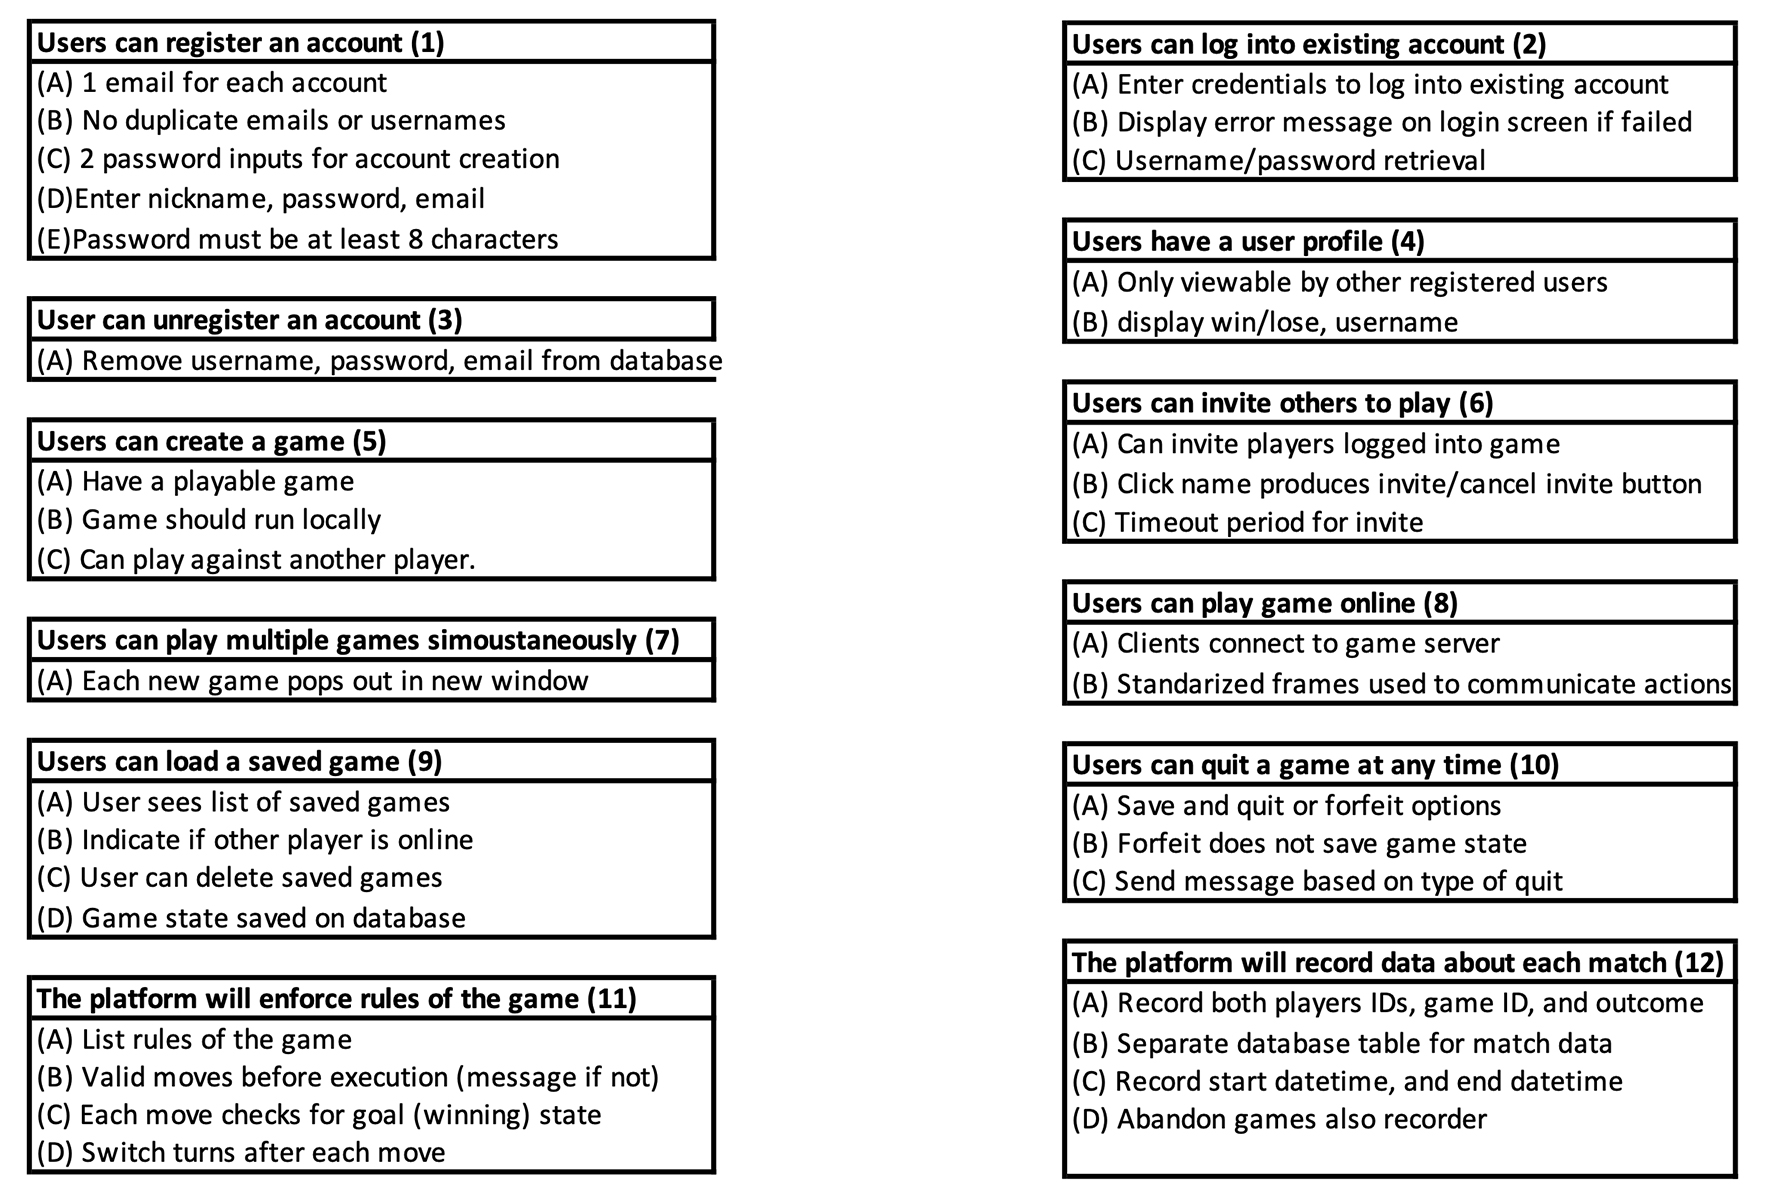 Users can register an account (1)
(A) 1 email for each account
(B) No duplicate emails or usernames
(C) 2 password inputs for account creation
(D)Enter nickname, password, email
(E)Password must be at least 8 characters
Users can log into existing account (2)
(A) Enter credentials to log into existing account
(B) Display error message on login screen if failed
(C) Username/password retrieval
User can unregister an account (3)
(A) Remove username, password, email from database
Users have a user profile (4)
(A) Only viewable by other registered users
(B) display win/lose, username
Users can create a game (5)
(A) Have a playable game
(B) Game should run locally
(C) Can play against another player.
Users can invite others to play (6)
(A) Can invite players logged into game
(B) Click name produces invite/cancel invite button
(C) Timeout period for invite
Users can play multiple games simoustaneously (7)
(A) Each new game pops out in new window
Users can play game online (8)
(A) Clients connect to game server
(B) Standarized frames used to communicate actions
Users can load a saved game (9)
(A) User sees list of saved games
(B) Indicate if other player is online
(C) User can delete saved games
(D) Game state saved on database
Users can quit a game at any time (10)
(A) Save and quit or forfeit options
(B) Forfeit does not save game state
(C) Send message based on type of quit
The platform will enforce rules of the game (11)
(A) List rules of the game
(B) Valid moves before execution (message if not)
(C) Each move checks for goal (winning) state
(D) Switch turns after each move
The platform will record data about each match (12)
(A) Record both players IDs, game ID, and outcome
(B) Separate database table for match data
(C) Record start datetime, and end datetime
(D) Abandon games also recorder